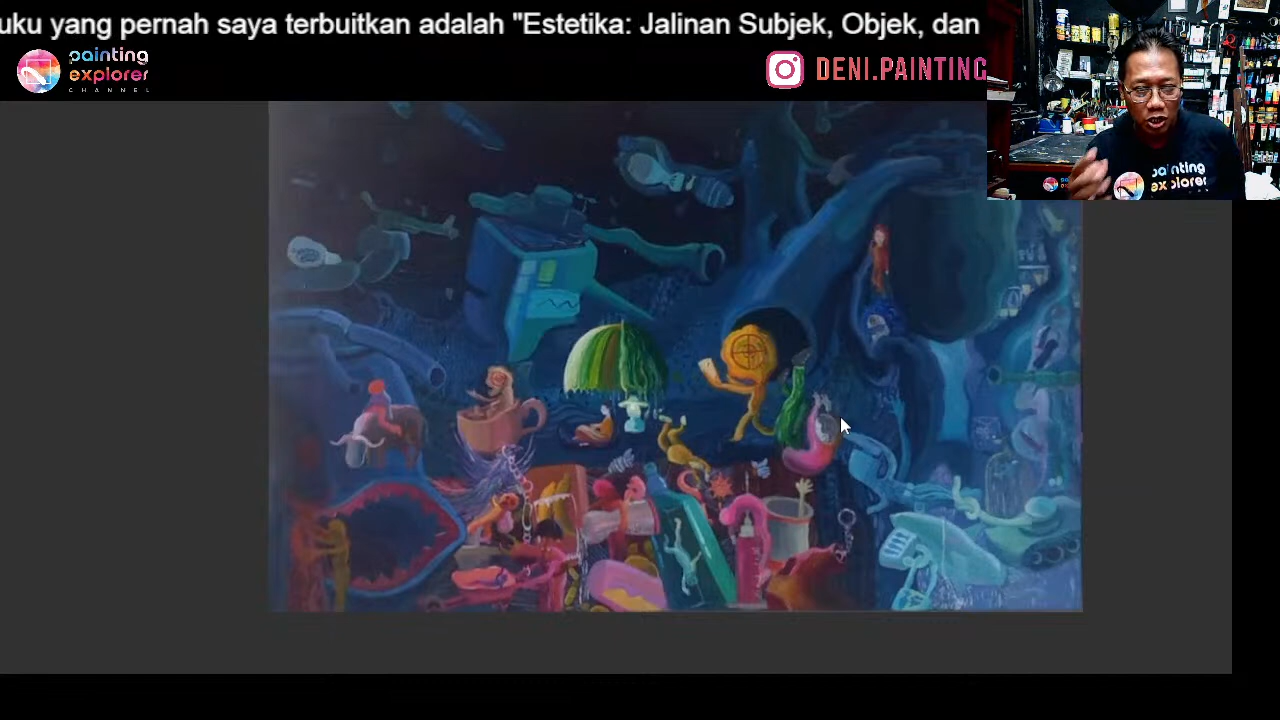 uku yang pernah saya terbuitkan adalah "Estetika: Jalinan Subjek, Objek, dan
painting
explorer
CHANNEL
DENI.PAINTING
painting
explorer